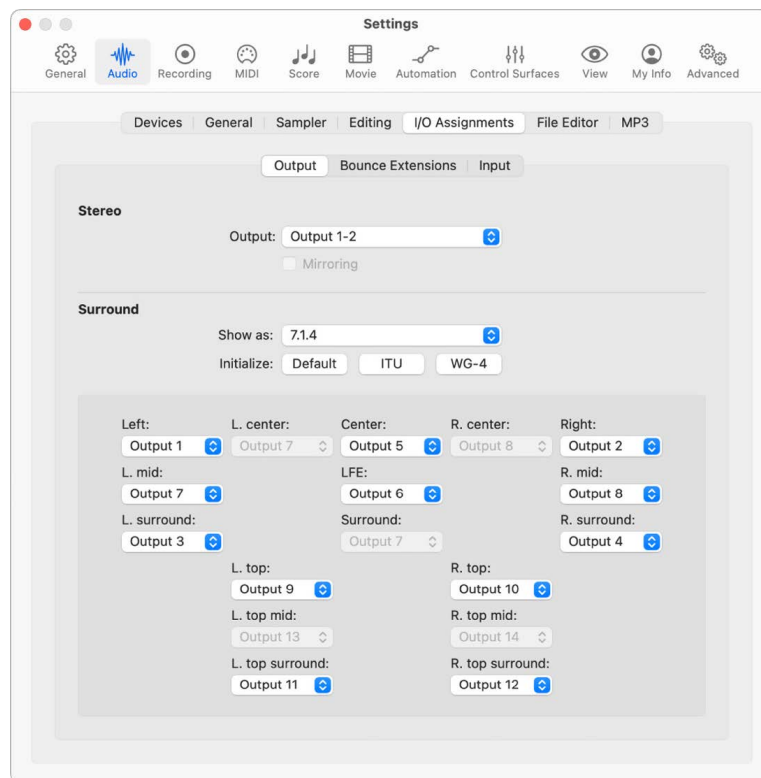 Settings
General Audio Recording MIDI Score Movie Automation Control Surfaces View My Info Advanced
Devices General Sampler Editing I/O Assignments File Editor MP3
Output Bounce Extensions Input
Stereo
Output: Output 1-2
Mirroring
Surround
Show as: 7.1.4
Initialize: Default ITU WG-4
Left: L. center: Center: R. center: Right:
Output 1 Output 7 Output 5 Output 8 Output 2
L. mid: LFE: R. mid:
Output 7 Output 6 Output 8
L. surround: Surround: R. surround:
Output 3 Output 7 Output 4
L. top: R. top:
Output 9 Output 10
L. top mid: R. top mid:
Output 13 Output 14
L. top surround: R. top surround:
Output 11 Output 12